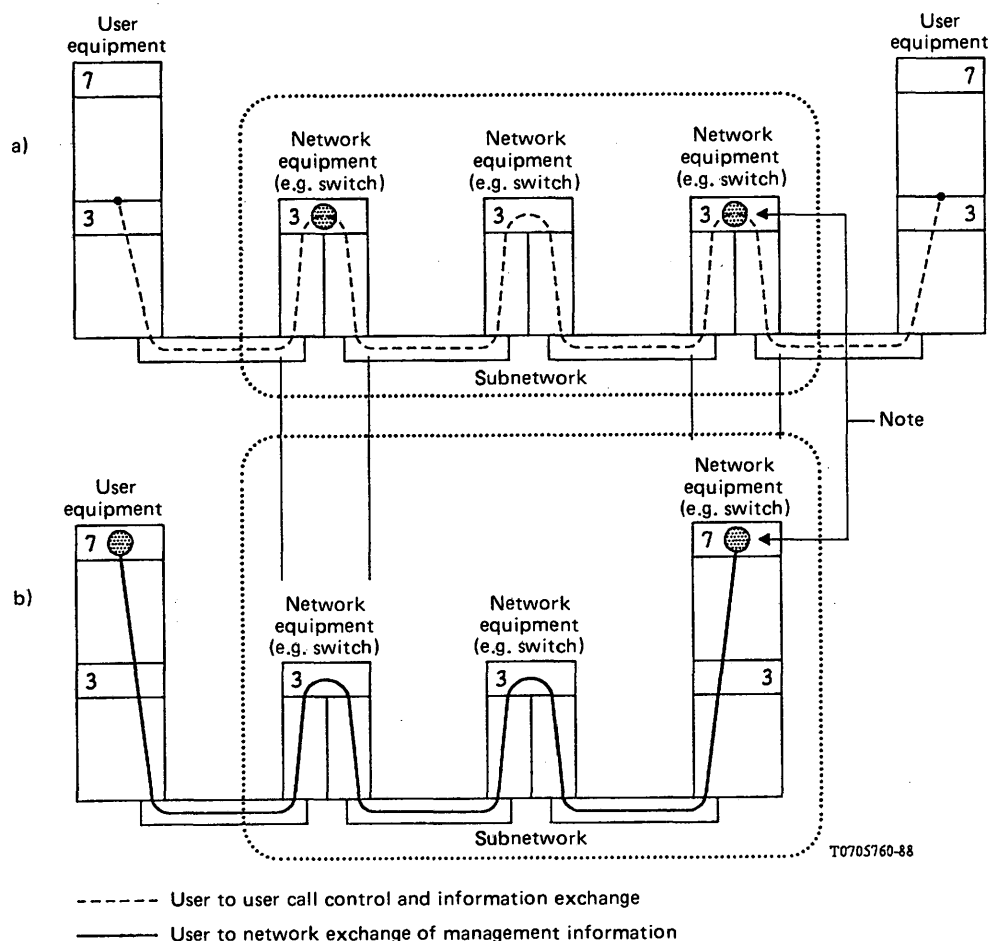 User
equipment
User
equipment
7
7
a)
Network
equipment
(e.g. switch)
Network
equipment
(e.g. switch)
Network
equipment
(e.g. switch)
3
3
3
3
3
Subnetwork
Note
User
equipment
Network
equipment
(e.g. switch)
7
7
b)
Network
equipment
(e.g. switch)
Network
equipment
(e.g. switch)
3
3
3
3
Subnetwork
T0705760-88
User to user call control and information exchange
User to network exchange of management information